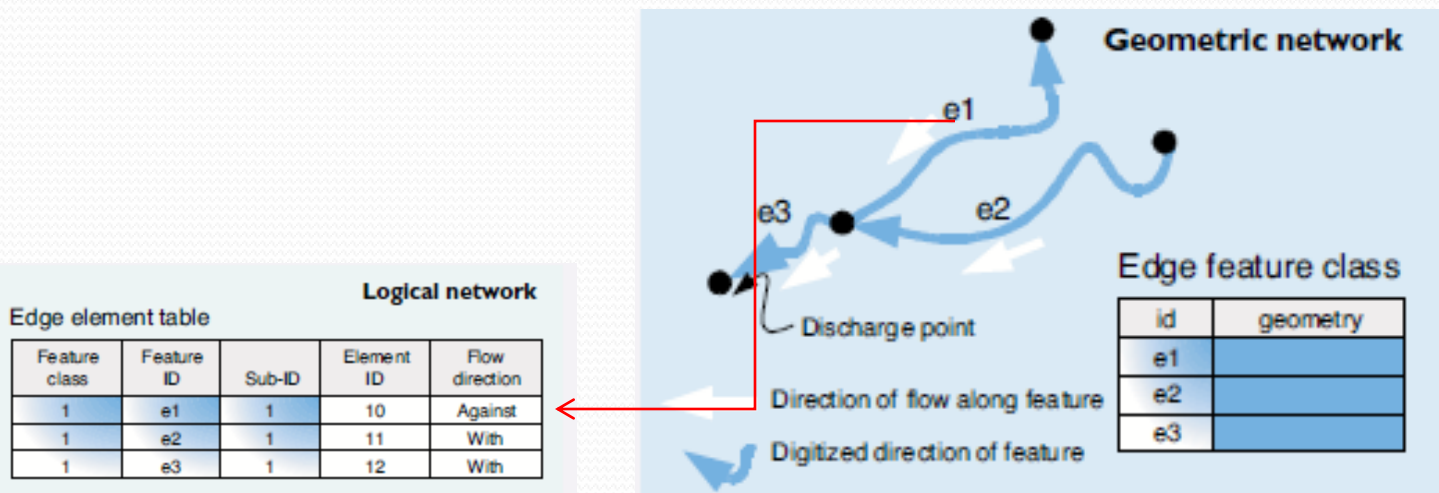 Geometric network
e1
e3
e2
Discharge point
Direction of flow along feature
Digitized direction of feature
Edge feature class
id geometry
e1
e2
e3
Logical network
Edge element table
Feature class Feature ID Sub-ID Element ID Flow direction
1 e1 1 10 Against
1 e2 1 11 With
1 e3 1 12 With